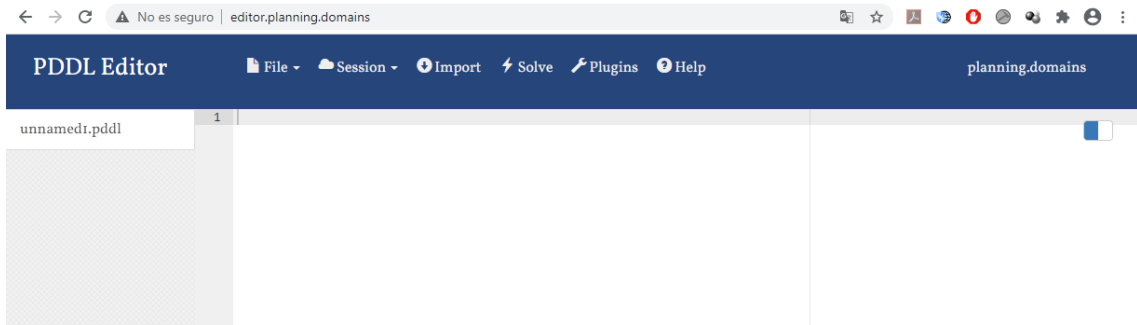 No es seguro | editor.planning.domains
PDDL Editor File Session Import Solve Plugins Help planning.domains
unnamed1.pddl 1